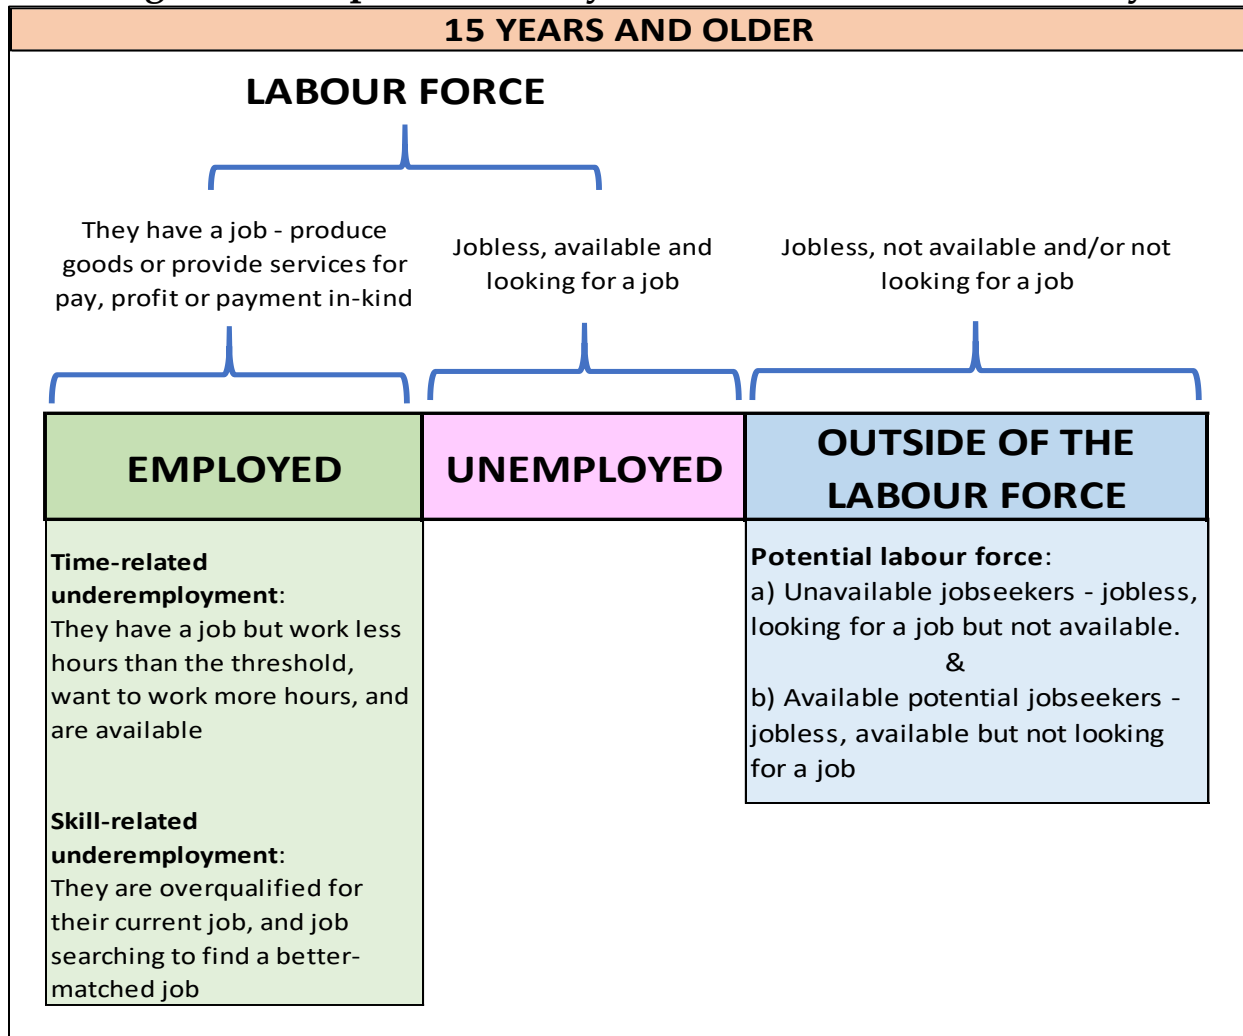 15 YEARS AND OLDER
LABOUR FORCE
They have a job - produce
goods or provide services for
pay, profit or payment in-kind
Jobless, available and
looking for a job
Jobless, not available and/or not
looking for a job
EMPLOYED
UNEMPLOYED
OUTSIDE OF THE
LABOUR FORCE
Time-related
underemployment:
They have a job but work less
hours than the threshold,
want to work more hours, and
are available
Skill-related
underemployment:
They are overqualified for
their current job, and job
searching to find a better-
matched job
Potential labour force:
a) Unavailable jobseekers - jobless,
looking for a job but not available.
&
b) Available potential jobseekers -
jobless, available but not looking
for a job